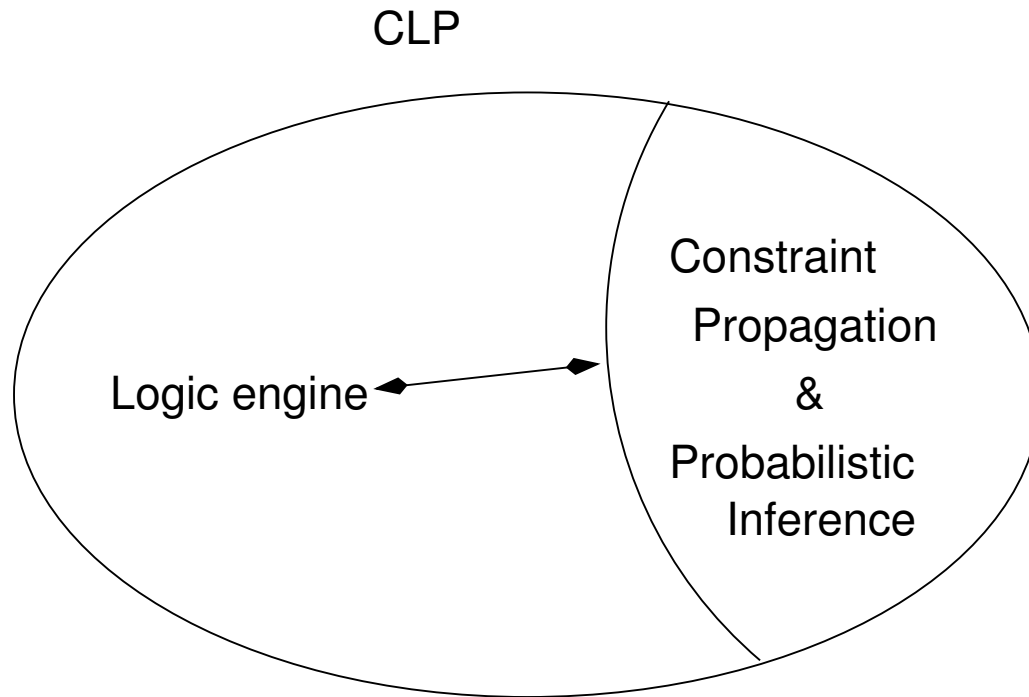 CLP
Logic engine
Constraint
Propagation
&
Probabilistic
Inference